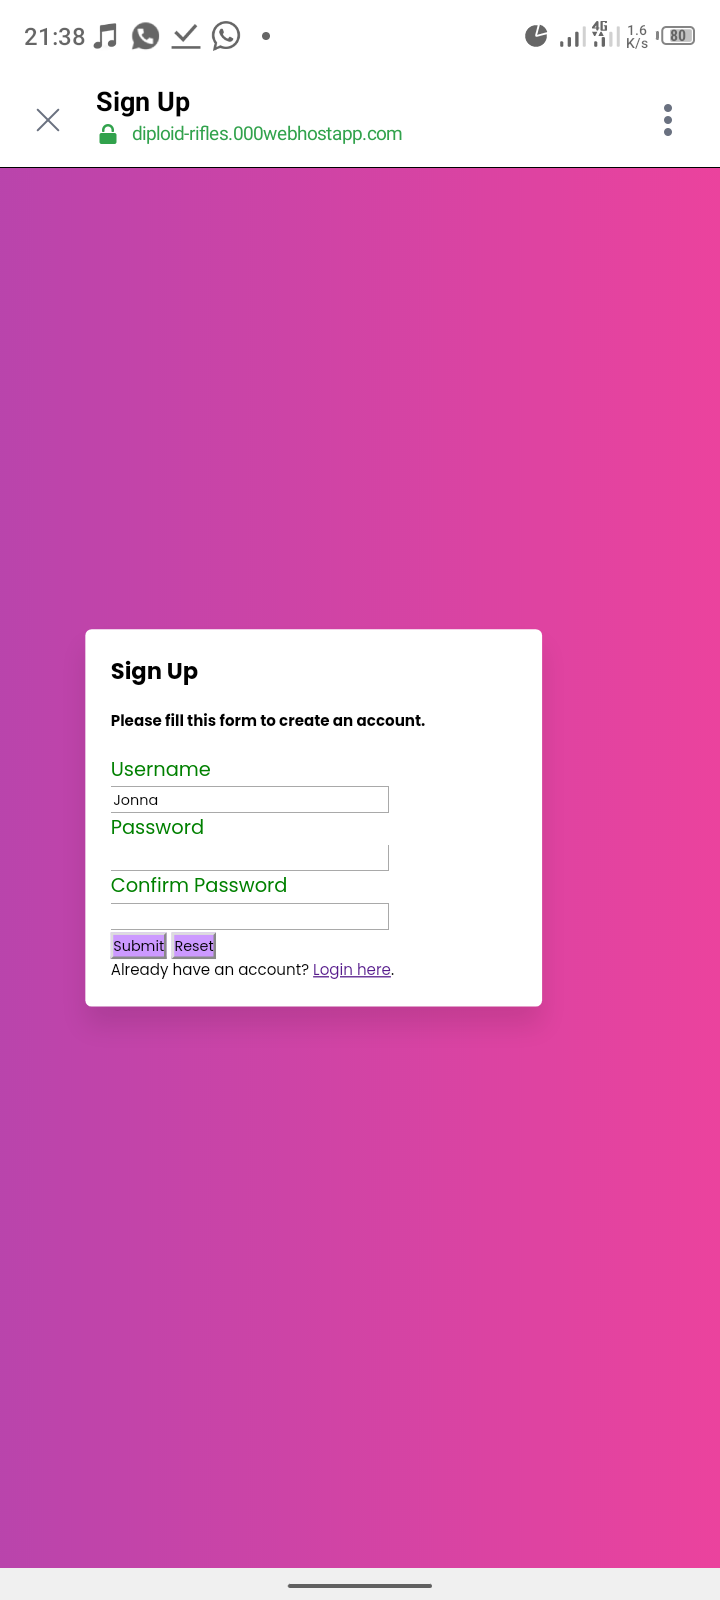 21:38
4G
1.6
K/s
80
Sign Up
diploid-rifles.000webhostapp.com
Sign Up
Please fill this form to create an account.
Username
Jonna
Password
Confirm Password
Submit Reset
Already have an account? Login here.